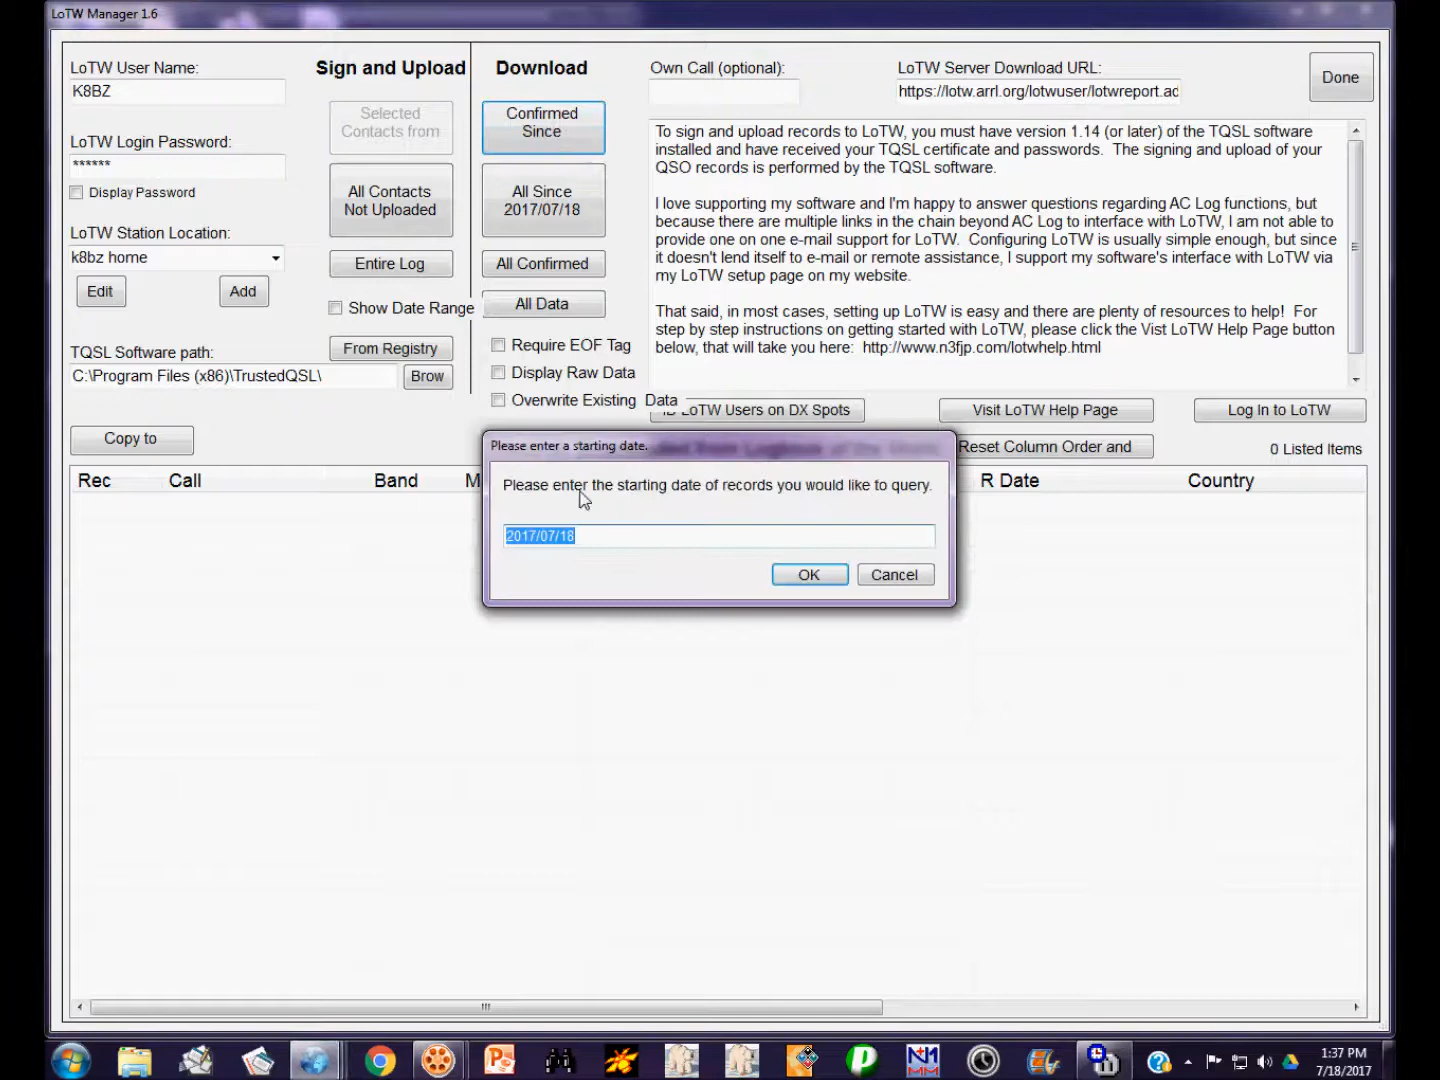 LoTW Manager 1.6
LoTW User Name:
K8BZ
LoTW Login Password:
******
Display Password
LoTW Station Location:
k8bz home
Edit
Add
TQSL Software path:
C:\Program Files (x86)\TrustedQSL\
Brow
Copy to
Sign and Upload
Selected
Contacts from
All Contacts
Not Uploaded
Entire Log
Show Date Range
From Registry
Download
Confirmed
Since
All Since
2017/07/18
All Confirmed
All Data
Require EOF Tag
Display Raw Data
Overwrite Existing Data
Own Call (optional):
LoTW Server Download URL:
https://lotw.arrl.org/lotwuser/lotwreport.ad
Done
To sign and upload records to LoTW, you must have version 1.14 (or later) of the TQSL software
installed and have received your TQSL certificate and passwords. The signing and upload of your
QSO records is performed by the TQSL software.
I love supporting my software and I'm happy to answer questions regarding AC Log functions, but
because there are multiple links in the chain beyond AC Log to interface with LoTW, I am not able to
provide one on one e-mail support for LoTW. Configuring LoTW is usually simple enough, but since
it doesn't lend itself to e-mail or remote assistance, I support my software's interface with LoTW via
my LoTW setup page on my website.
That said, in most cases, setting up LoTW is easy and there are plenty of resources to help! For
step by step instructions on getting started with LoTW, please click the Vist LoTW Help Page button
below, that will take you here: http://www.n3fjp.com/lotwhelp.html
ID LoTW Users on DX Spots
Visit LoTW Help Page
Log In to LoTW
Reset Column Order and
0 Listed Items
Rec Call Band M R Date Country
Please enter a starting date.
Please enter the starting date of records you would like to query.
2017/07/18
OK
Cancel
1:37 PM
7/18/2017